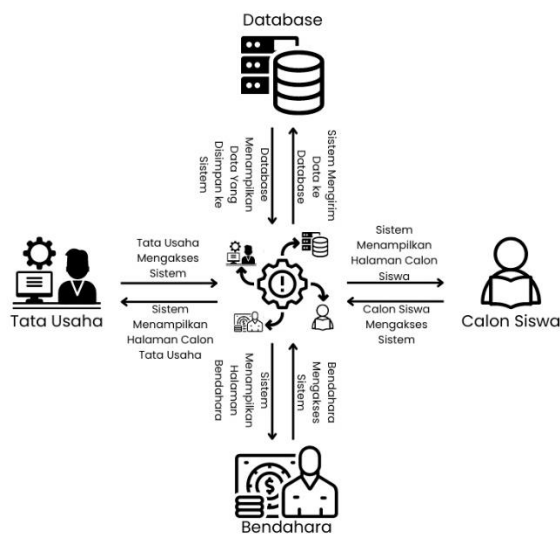 Database
Database
Menampilkan
Data Yang
Disimpan ke
Sistem
Sistem Mengirim
Data ke
Database
Tata Usaha
Mengakses
Sistem
Sistem
Menampilkan
Halaman Calon
Siswa
Tata Usaha
Sistem
Menampilkan
Halaman Calon
Tata Usaha
Calon Siswa
Mengakses
Sistem
Calon Siswa
Sistem
Menampilkan
Halaman
Bendahara
Bendahara
Mengakses
Sistem
Bendahara